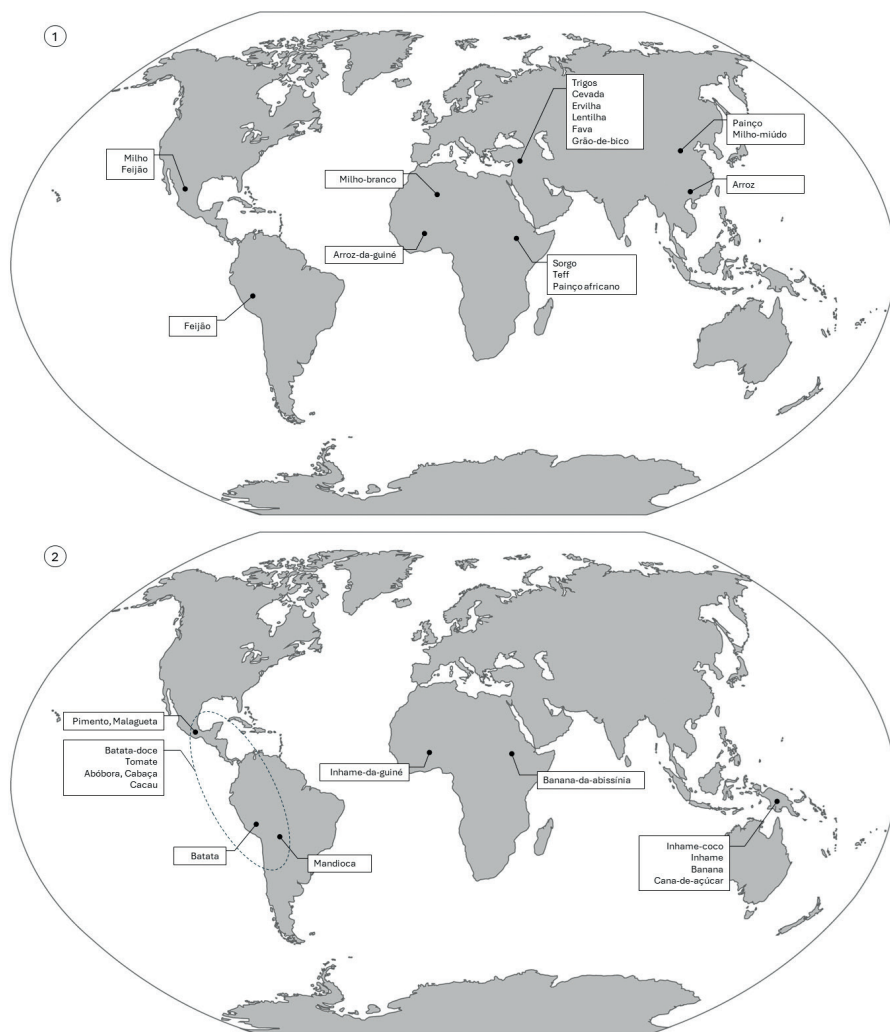 1
Trigos
Cevada
Ervilha
Lentilha
Fava
Grão-de-bico
Painço
Milho-miúdo
Milho
Feijão
Milho-branco
Arroz
Arroz-da-guiné
Sorgo
Teff
Painço africano
Feijão
2
Pimento, Malagueta
Batata-doce
Tomate
Abóbora, Cabaça
Cacau
Inhame-da-guiné
Banana-da-abissínia
Batata
Mandioca
Inhame-coco
Inhame
Banana
Cana-de-açúcar